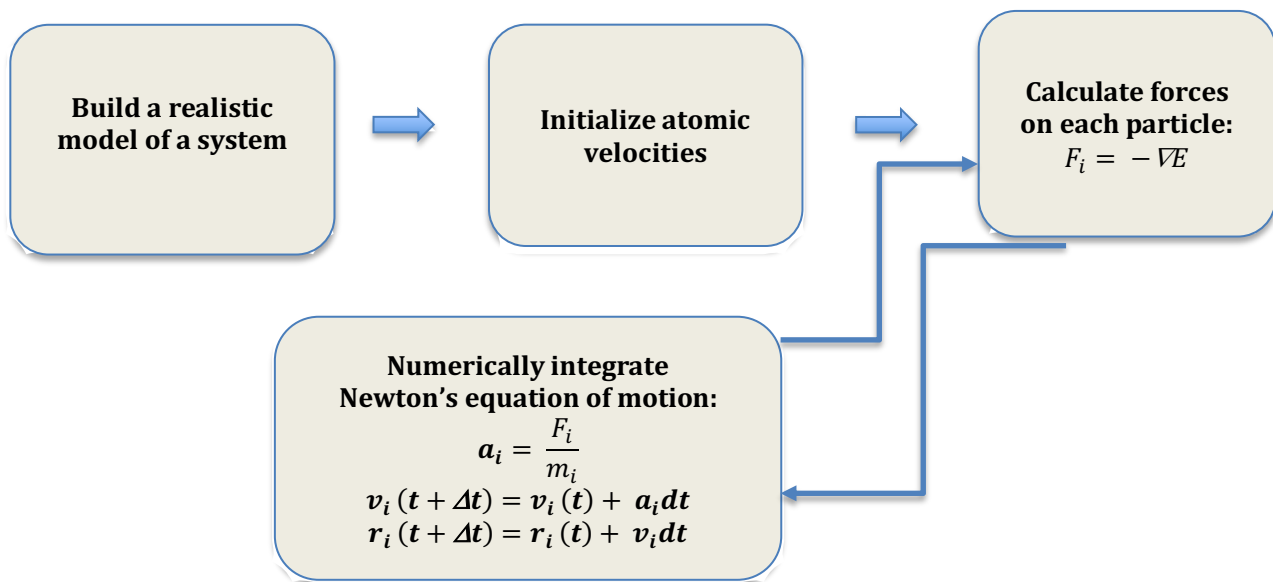 Build a realistic
model of a system
Initialize atomic
velocities
Calculate forces
on each particle:
F_i = − ∇E
Numerically integrate
Newton’s equation of motion:
a_i = F_i / m_i
v_i (t + Δt) = v_i (t) + a_i dt
r_i (t + Δt) = r_i (t) + v_i dt